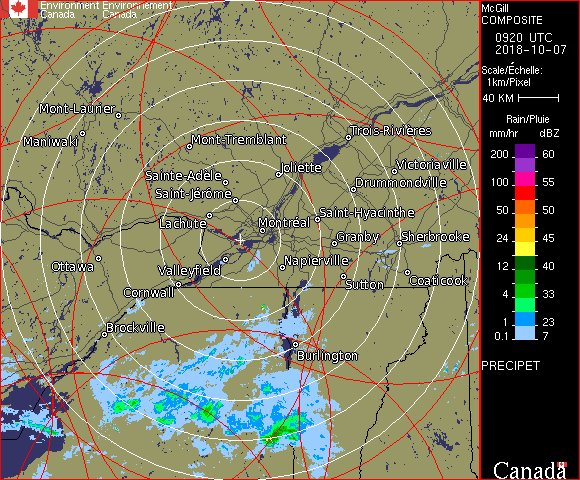 Environment Environnement
Canada Canada
McGill
COMPOSITE
0920 UTC
2018-10-07
Scale/Échelle:
1km/Pixel
40 KM
Rain/Pluie
mm/hr dBZ
200 60
100 55
50 50
24 45
12 40
4 33
1 23
0.1 7
PRECIPET
Canada
Mont-Laurier
Maniwaki
Mont-Tremblant
Trois-Rivières
Sainte-Adèle
Joliette
Victoriaville
Saint-Jérôme
Drummondville
Lachute
Montréal
Saint-Hyacinthe
Granby
Sherbrooke
Ottawa
Valleyfield
Napierville
Cornwall
Sutton
Coaticook
Brockville
Burlington